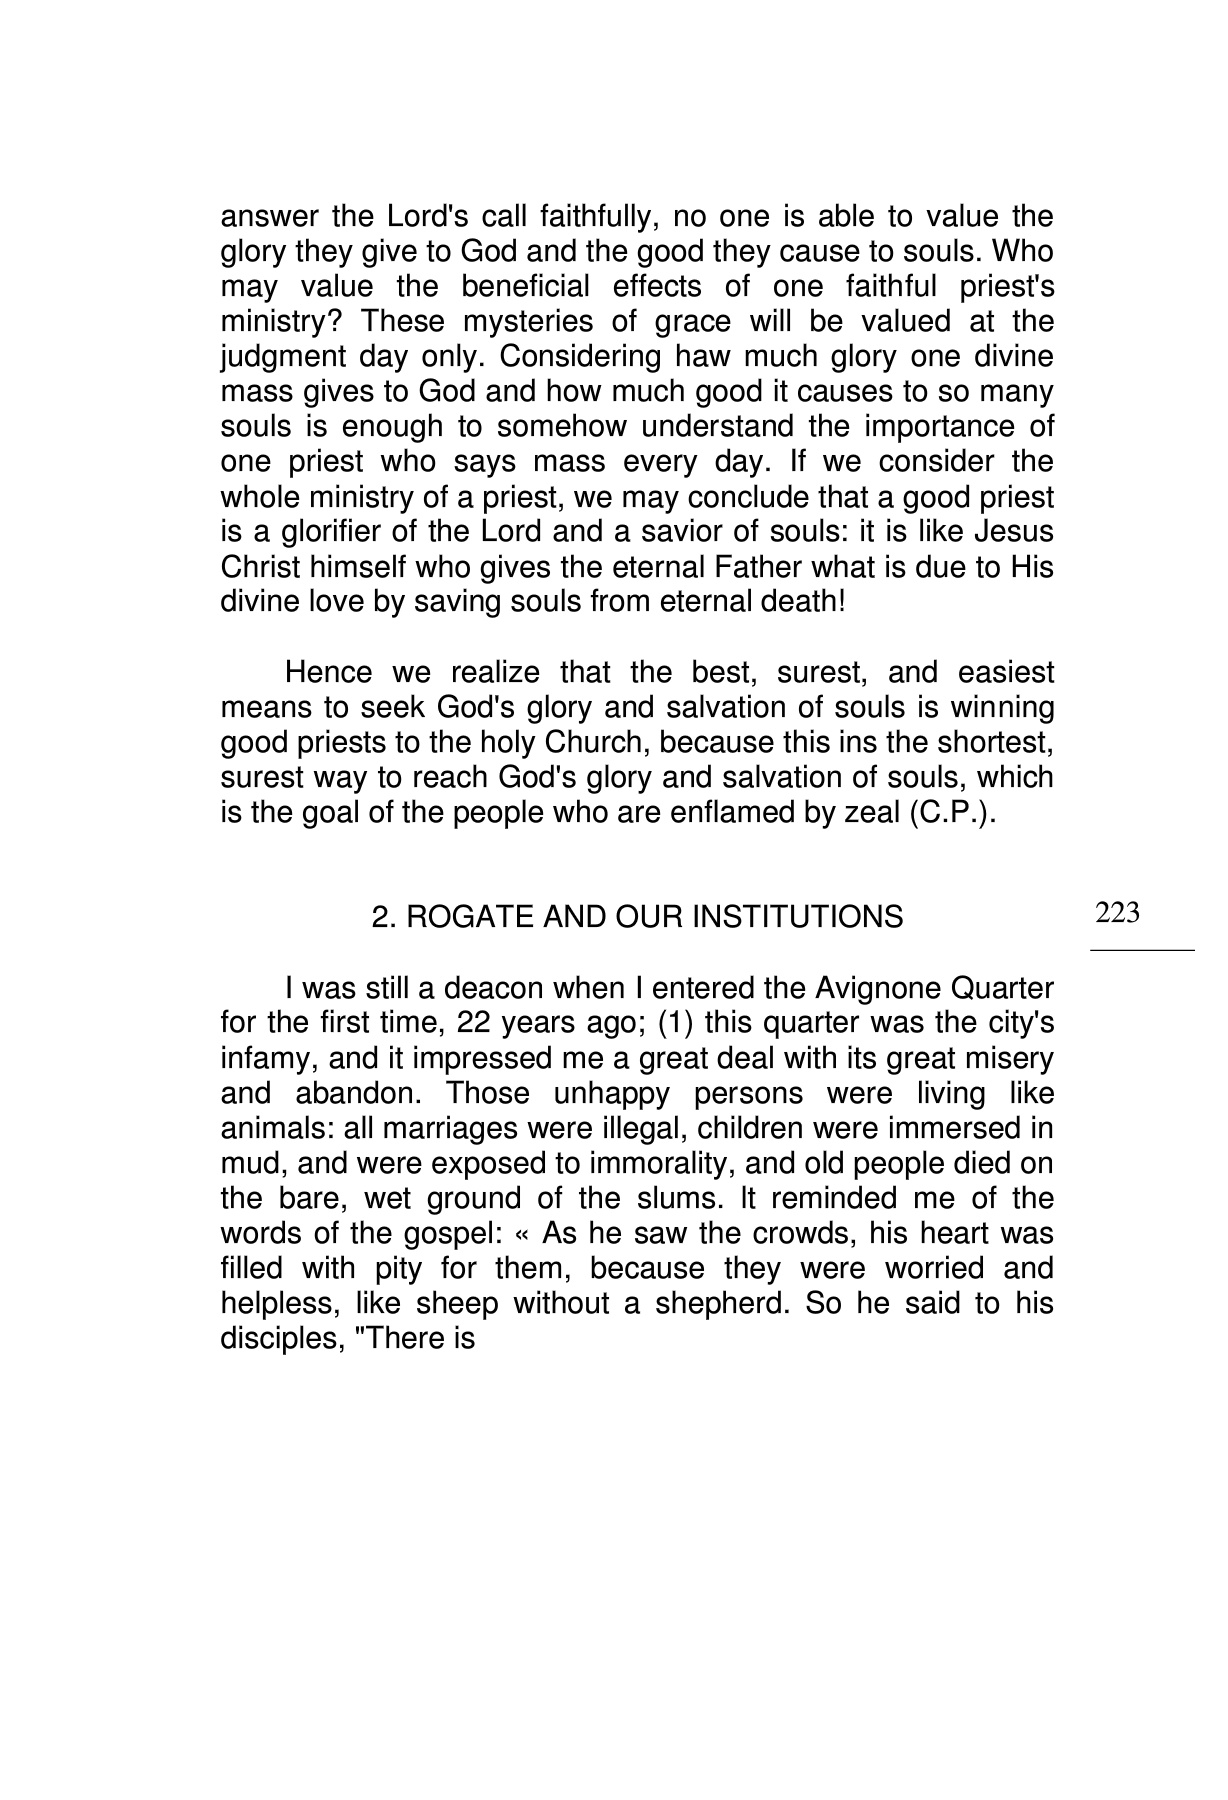 answer the Lord's call faithfully, no one is able to value the
glory they give to God and the good they cause to souls. Who
may value the beneficial effects of one faithful priest's
ministry? These mysteries of grace will be valued at the
judgment day only. Considering haw much glory one divine
mass gives to God and how much good it causes to so many
souls is enough to somehow understand the importance of
one priest who says mass every day. If we consider the
whole ministry of a priest, we may conclude that a good priest
is a glorifier of the Lord and a savior of souls: it is like Jesus
Christ himself who gives the eternal Father what is due to His
divine love by saving souls from eternal death!
Hence we realize that the best, surest, and easiest
means to seek God's glory and salvation of souls is winning
good priests to the holy Church, because this ins the shortest,
surest way to reach God's glory and salvation of souls, which
is the goal of the people who are enflamed by zeal (C.P.).
2. ROGATE AND OUR INSTITUTIONS
223
I was still a deacon when I entered the Avignone Quarter
for the first time, 22 years ago; (1) this quarter was the city's
infamy, and it impressed me a great deal with its great misery
and abandon. Those unhappy persons were living like
animals: all marriages were illegal, children were immersed in
mud, and were exposed to immorality, and old people died on
the bare, wet ground of the slums. It reminded me of the
words of the gospel: « As he saw the crowds, his heart was
filled with pity for them, because they were worried and
helpless, like sheep without a shepherd. So he said to his
disciples, "There is